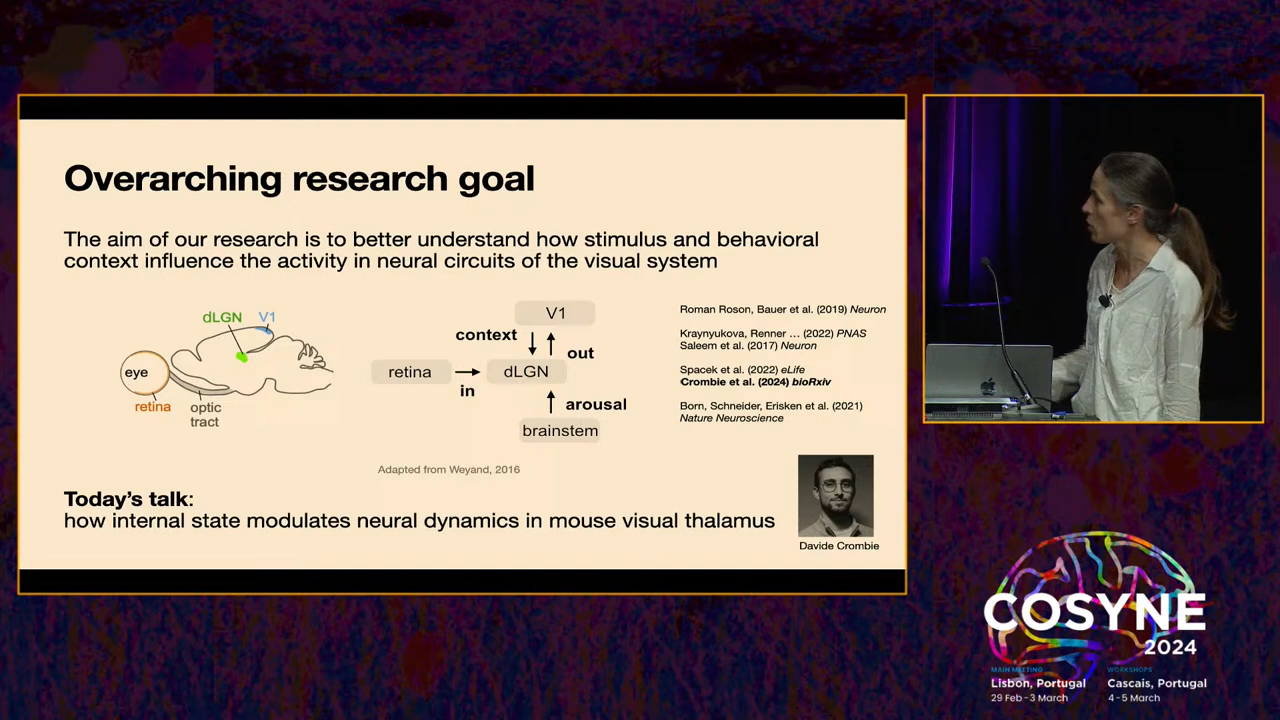 Overarching research goal
The aim of our research is to better understand how stimulus and behavioral
context influence the activity in neural circuits of the visual system
dLGN V1
eye
retina
optic
tract
V1
context
out
retina
dLGN
in
arousal
brainstem
Adapted from Weyand, 2016
Roman Roson, Bauer et al. (2019) Neuron
Kraynyukova, Renner ... (2022) PNAS
Saleem et al. (2017) Neuron
Spacek et al. (2022) eLife
Crombie et al. (2024) bioRxiv
Born, Schneider, Erisken et al. (2021)
Nature Neuroscience
Today's talk:
how internal state modulates neural dynamics in mouse visual thalamus
Davide Crombie
COSYNE
2024
MAIN MEETING
Lisbon, Portugal
29 Feb - 3 March
WORKSHOPS
Cascais, Portugal
4 - 5 March